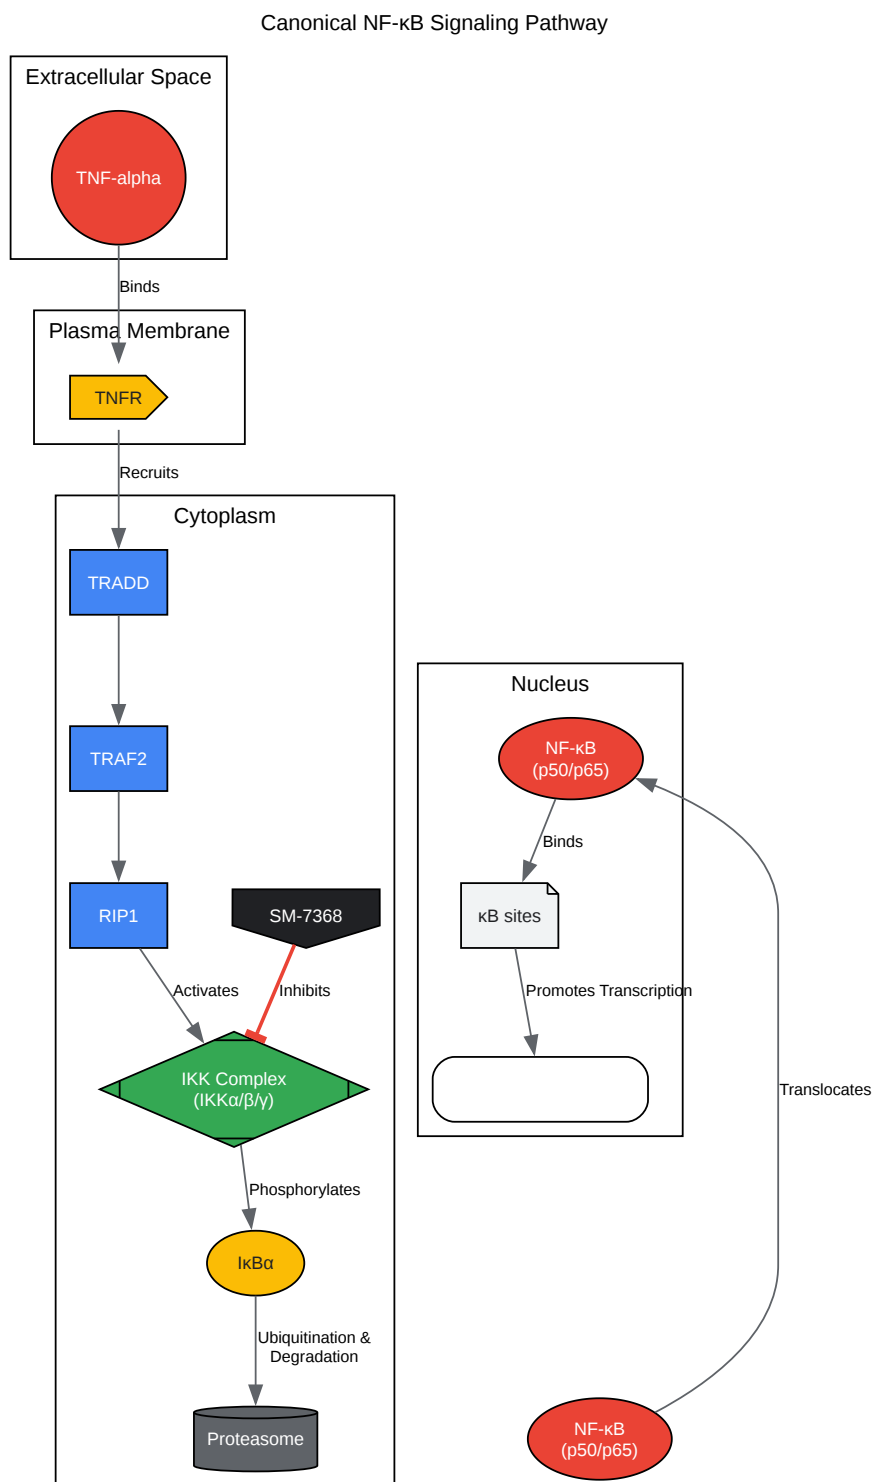 Canonical NF-κB Signaling Pathway
Extracellular Space
TNF-alpha
Binds
Plasma Membrane
TNFR
Recruits
Cytoplasm
TRADD
TRAF2
RIP1
SM-7368
Activates
Inhibits
IKK Complex
(IKKα/β/γ)
Phosphorylates
IκBα
Ubiquitination &
Degradation
Proteasome
Nucleus
NF-κB
(p50/p65)
Binds
κB sites
Promotes Transcription
Translocates
NF-κB
(p50/p65)